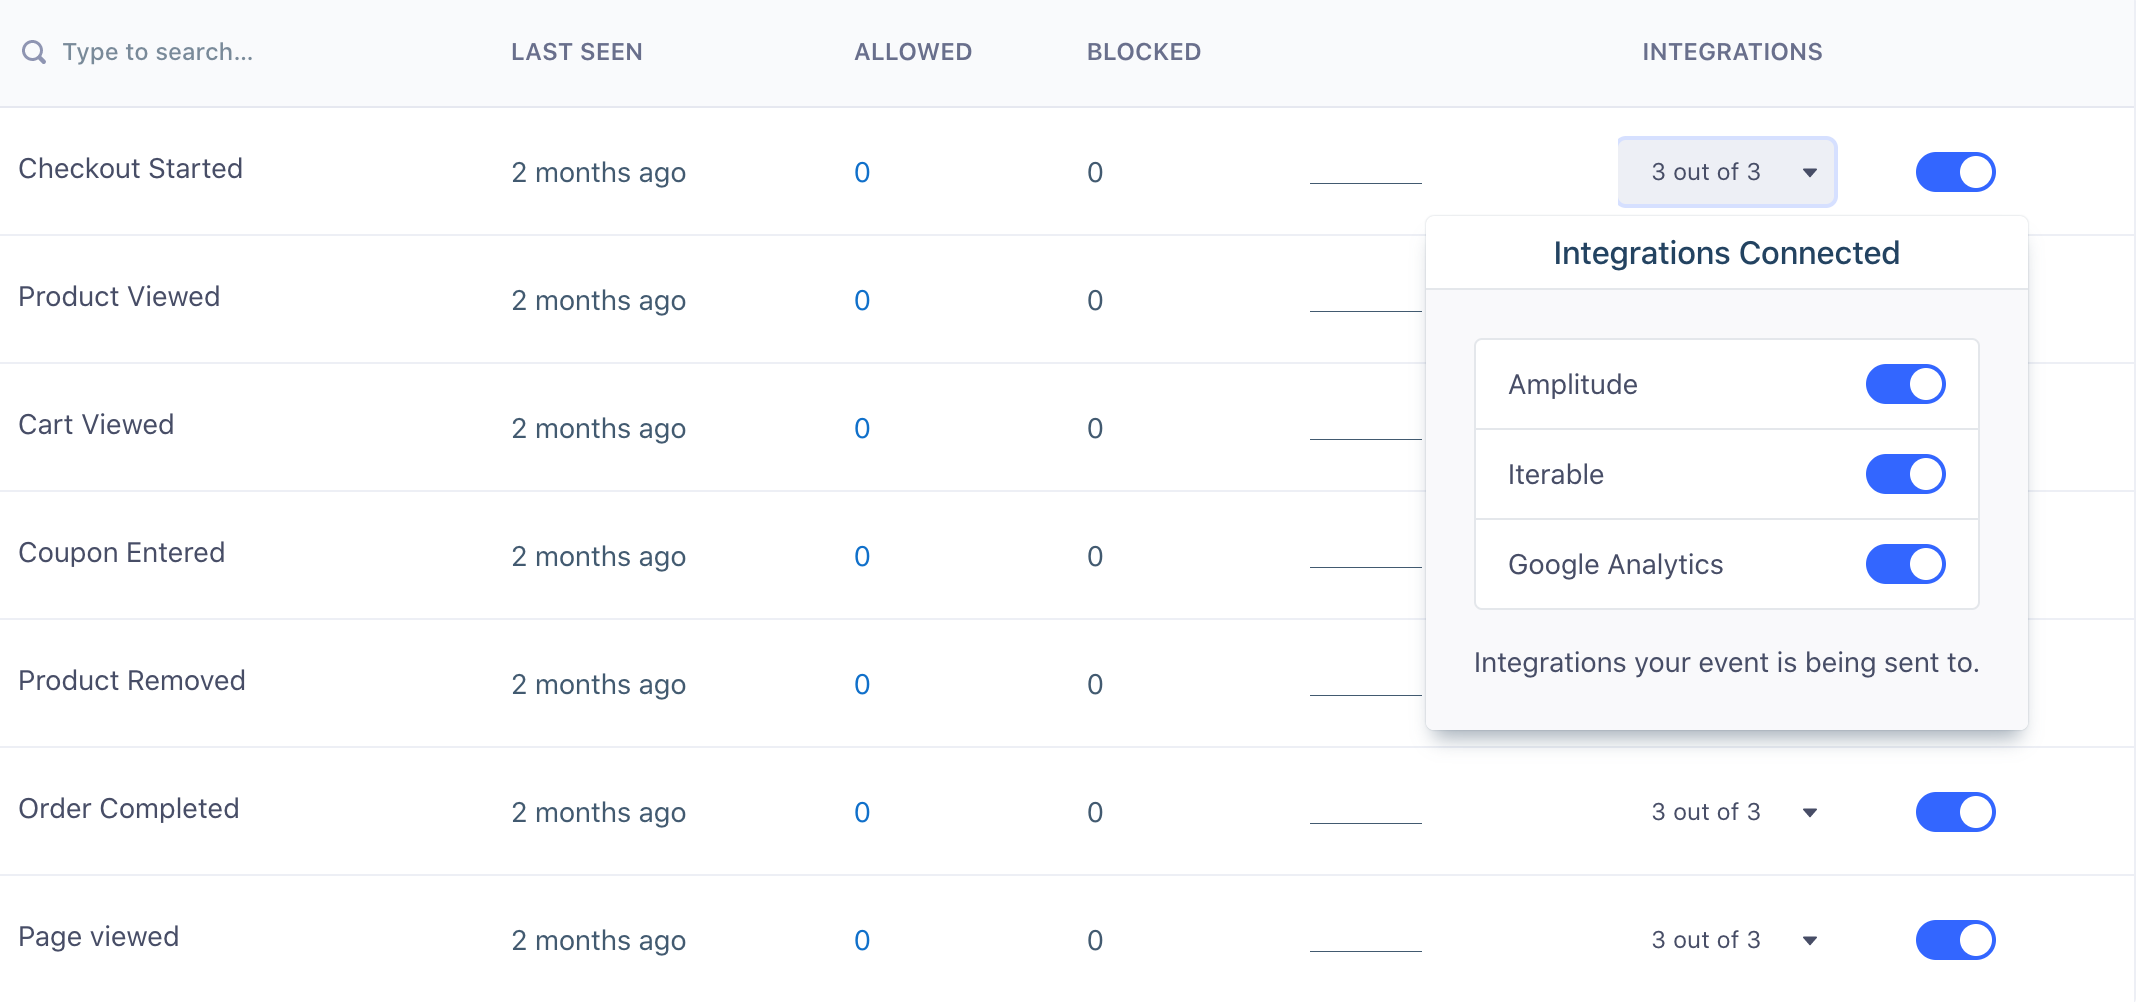 Type to search... LAST SEEN ALLOWED BLOCKED INTEGRATIONS
Checkout Started 2 months ago 0 0 3 out of 3
Integrations Connected
Product Viewed 2 months ago 0 0
Amplitude
Cart Viewed 2 months ago 0 0
Iterable
Coupon Entered 2 months ago 0 0
Google Analytics
Integrations your event is being sent to.
Product Removed 2 months ago 0 0
Order Completed 2 months ago 0 0 3 out of 3
Page viewed 2 months ago 0 0 3 out of 3